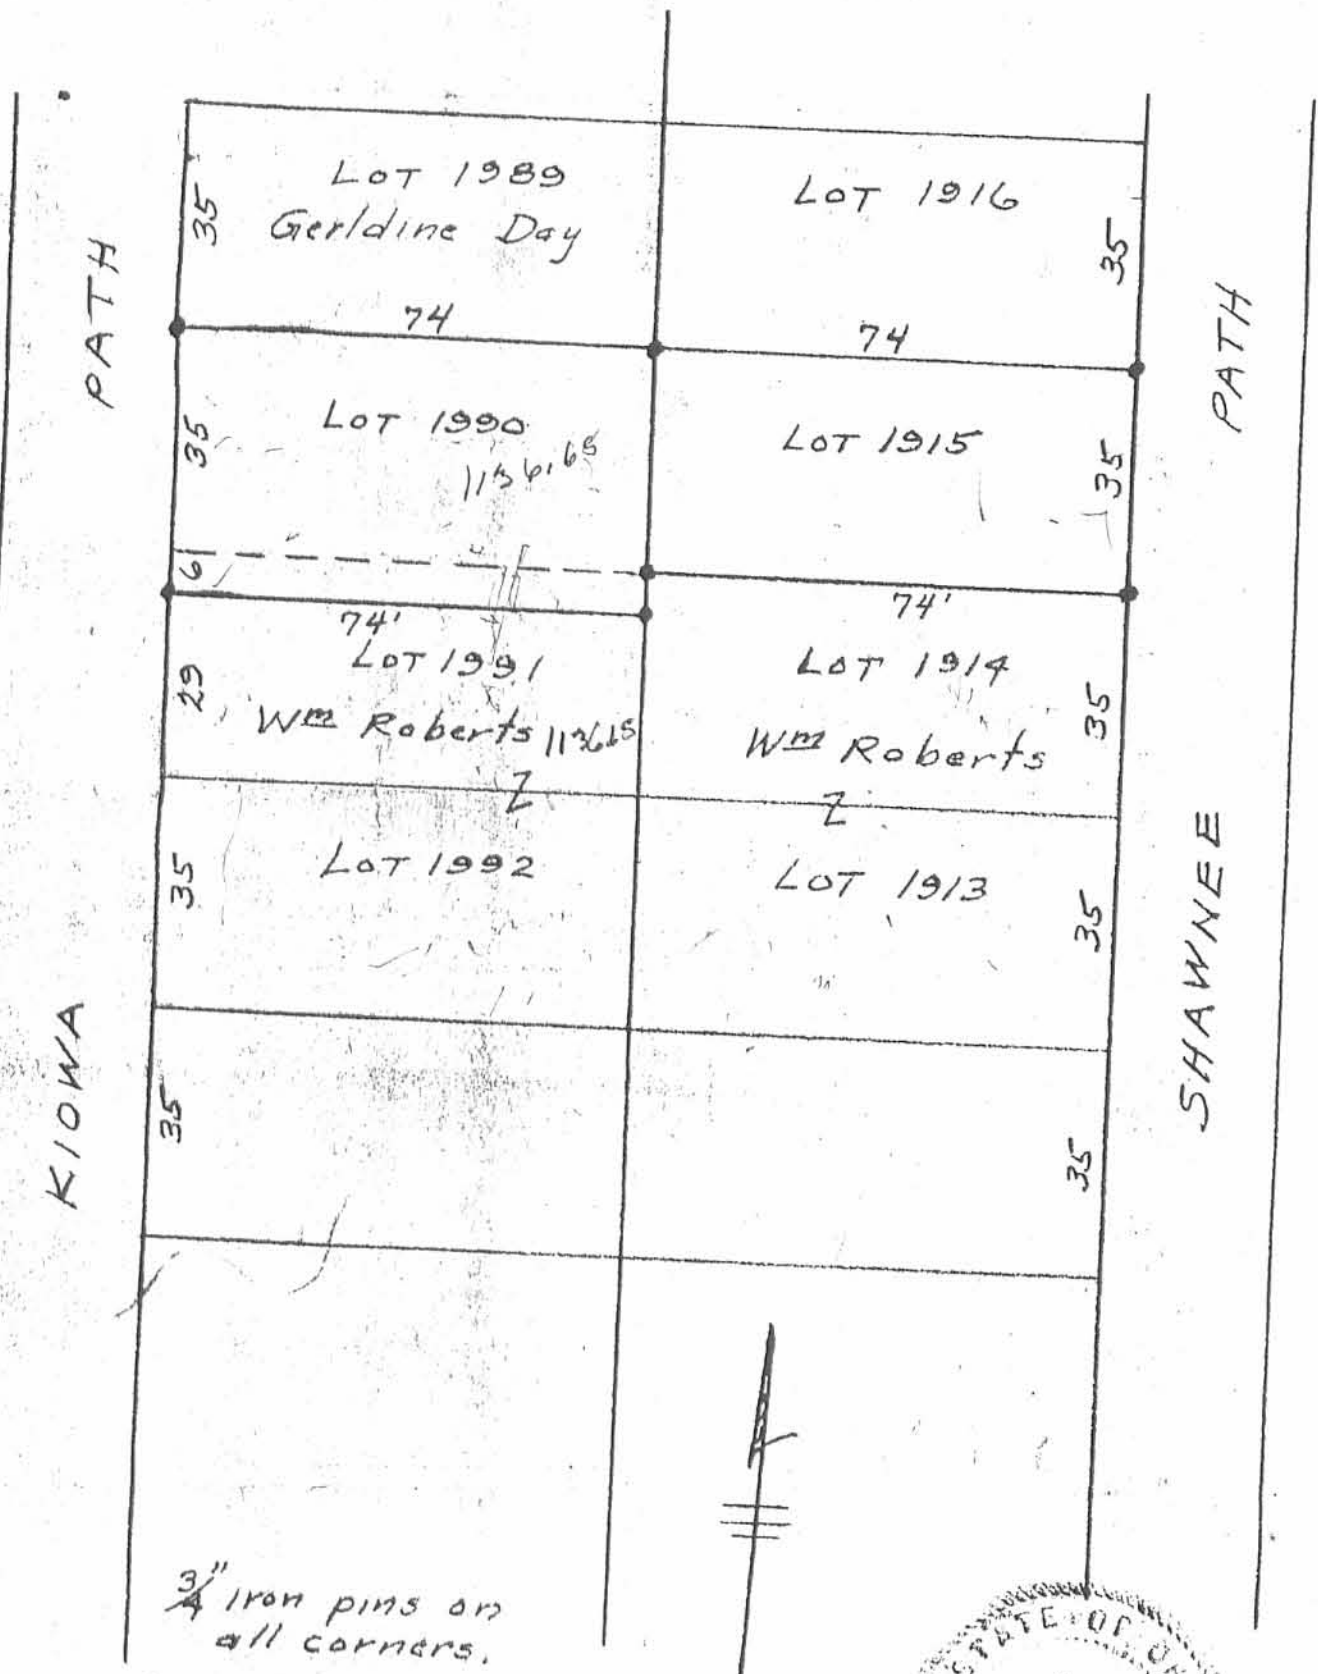 LOT 1989
Gerldine Day
35
74
LOT 1916
35
74
PATH
PATH
LOT 1990
35
LOT 1915
35
6
74'
74'
LOT 1991
29
Wm Roberts
Z
LOT 1914
35
Wm Roberts
Z
LOT 1992
35
LOT 1913
35
KIOWA
SHAWNEE
35
35
3/4" Iron pins on
all corners.
STATE OF